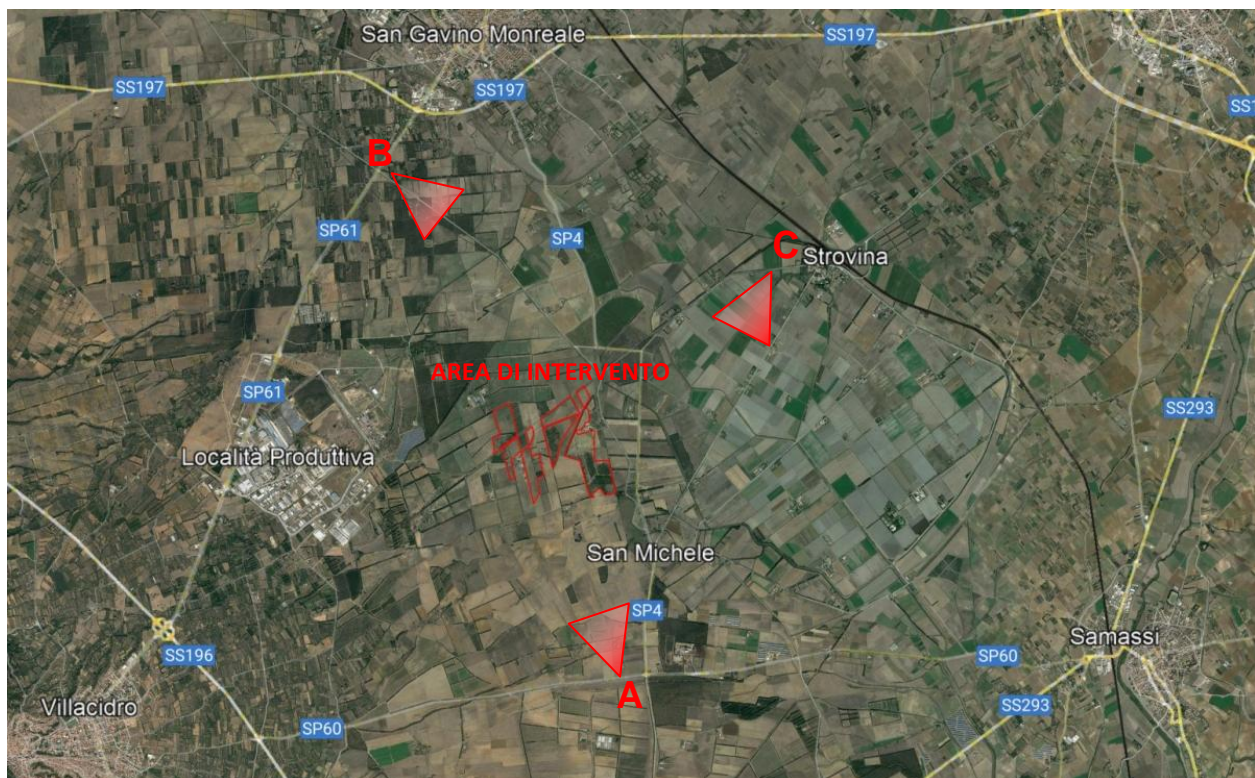 San Gavino Monreale
SS197
SS197
SS197
SS1
B
SP61
SP4
C
Strovina
AREA DI INTERVENTO
SP61
SS293
Località Produttiva
San Michele
SP4
Samassi
SS196
SP60
A
SS293
Villacidro
SP60